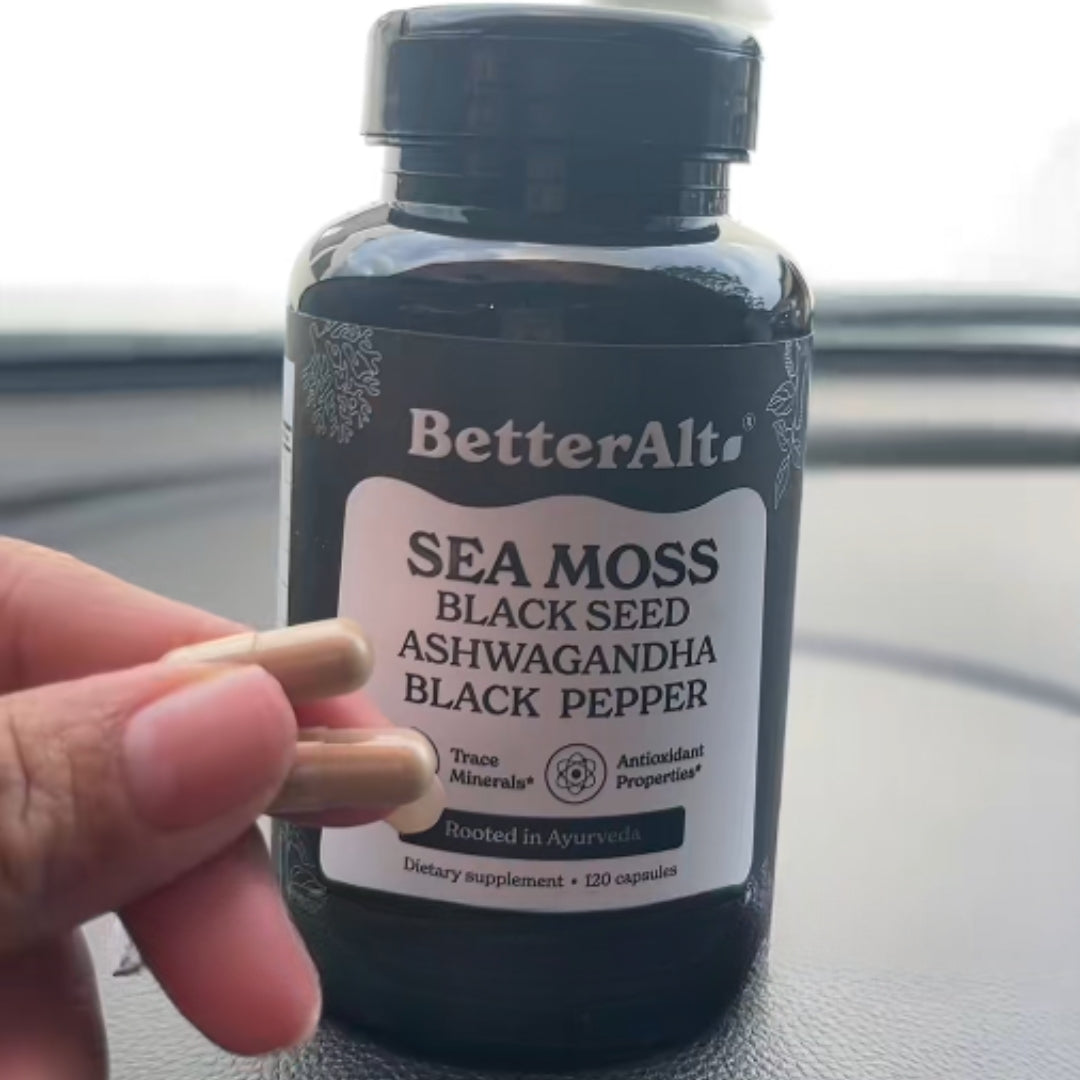 BetterAlt®
SEA MOSS
BLACK SEED
ASHWAGANDHA
BLACK PEPPER
Trace
Minerals*
Antioxidant
Properties*
Rooted in Ayurveda
Dietary supplement • 120 capsules